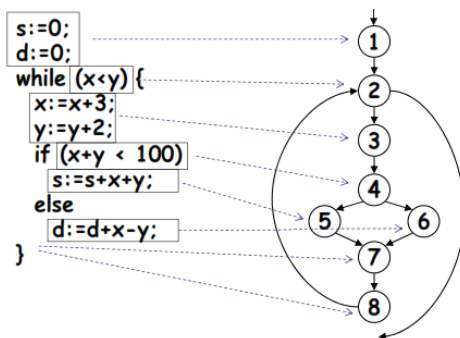 s:=0;
d:=0;
while (x<y) {
x:=x+3;
y:=y+2;
if (x+y < 100)
s:=s+x+y;
else
d:=d+x-y;
}
1
2
3
4
5 6
7
8